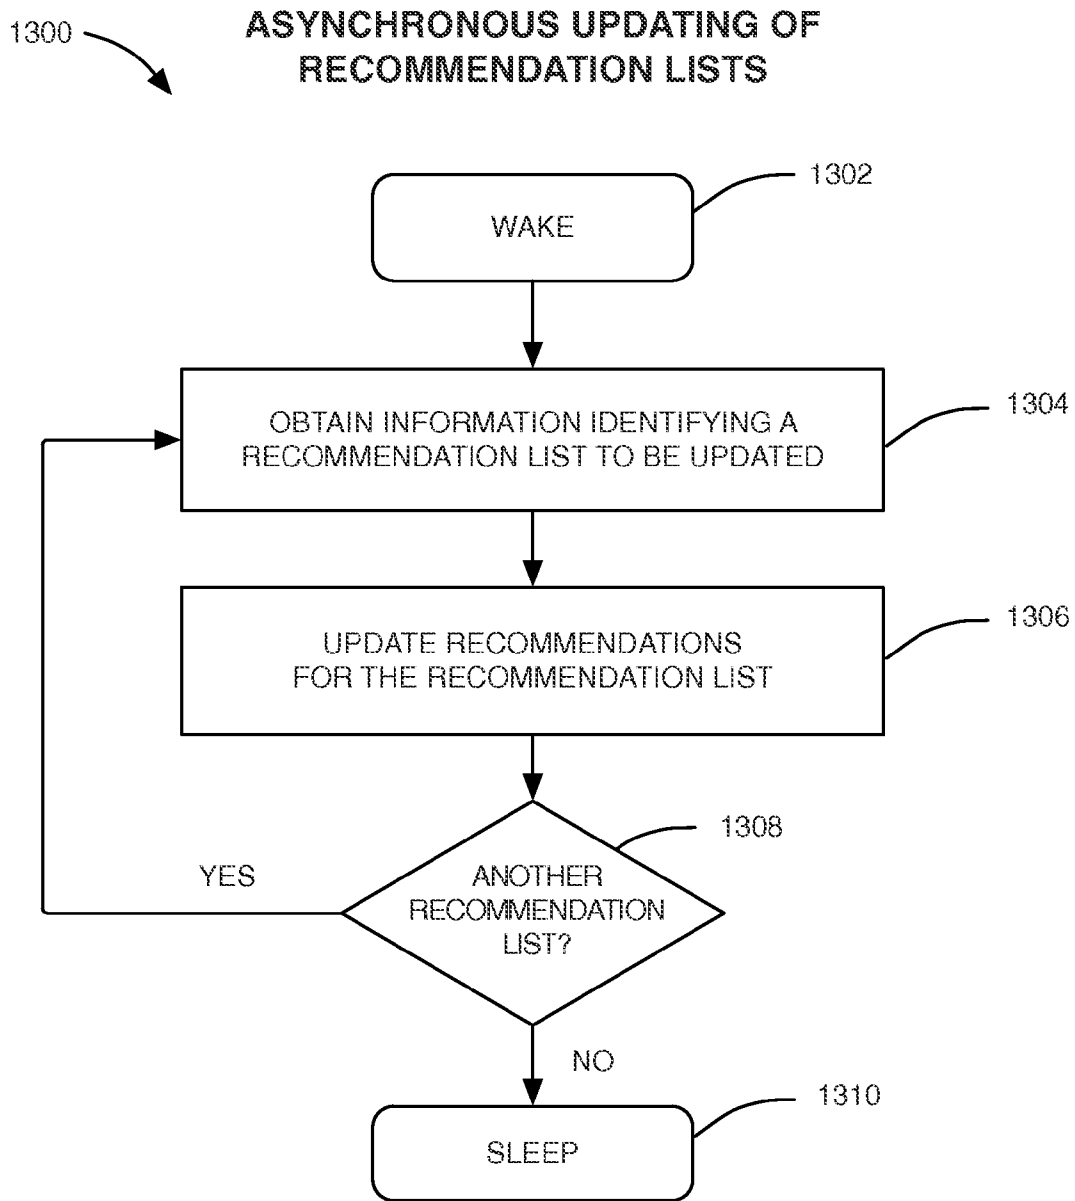 1300
ASYNCHRONOUS UPDATING OF
RECOMMENDATION LISTS
1302
WAKE
1304
OBTAIN INFORMATION IDENTIFYING A
RECOMMENDATION LIST TO BE UPDATED
1306
UPDATE RECOMMENDATIONS
FOR THE RECOMMENDATION LIST
1308
YES
ANOTHER
RECOMMENDATION
LIST?
NO
1310
SLEEP